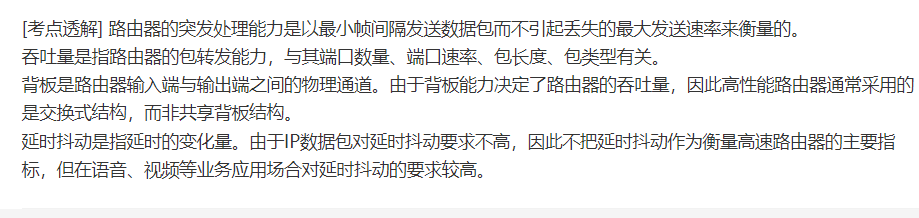 [考点透解] 路由器的突发处理能力是以最小帧间隔发送数据包而不引起丢失的最大发送速率来衡量的。
吞吐量是指路由器的包转发能力，与其端口数量、端口速率、包长度、包类型有关。
背板是路由器输入端与输出端之间的物理通道。由于背板能力决定了路由器的吞吐量，因此高性能路由器通常采用的
是交换式结构，而非共享背板结构。
延时抖动是指延时的变化量。由于IP数据包对延时抖动要求不高，因此不把延时抖动作为衡量高速路由器的主要指
标，但在语音、视频等业务应用场合对延时抖动的要求较高。